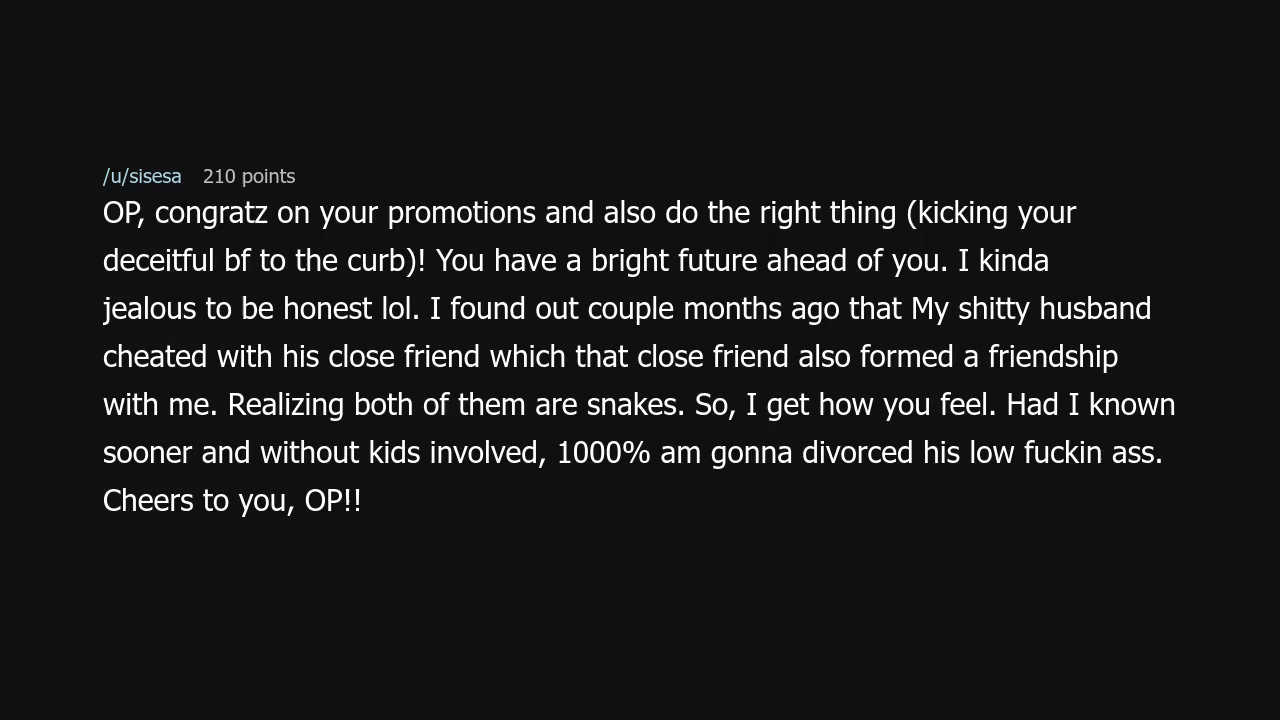 /u/sisesa 210 points
OP, congratz on your promotions and also do the right thing (kicking your
deceitful bf to the curb)! You have a bright future ahead of you. I kinda
jealous to be honest lol. I found out couple months ago that My shitty husband
cheated with his close friend which that close friend also formed a friendship
with me. Realizing both of them are snakes. So, I get how you feel. Had I known
sooner and without kids involved, 1000% am gonna divorced his low fuckin ass.
Cheers to you, OP!!